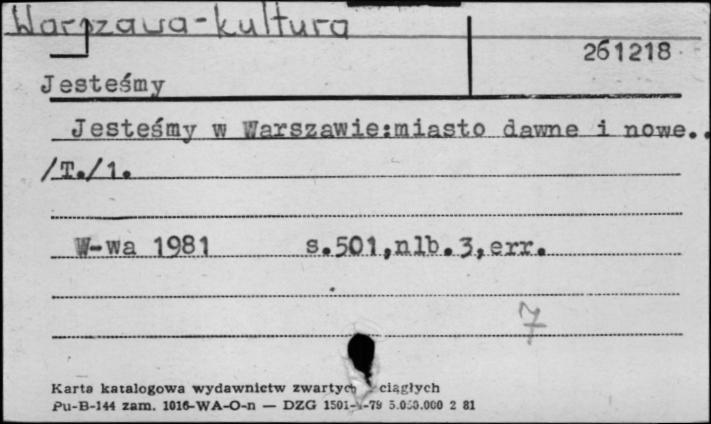 Warszawa-kultura
261218
Jesteśmy
Jesteśmy w Warszawie:miasto dawne i nowe..
/T./1.
W-wa 1981 s.501,nlb.3,err.
7
Karta katalogowa wydawnictw zwartych ciągłych
Pu-B-144 zam. 1016-WA-O-n — DZG 1501- -79 5.000.000 2 81